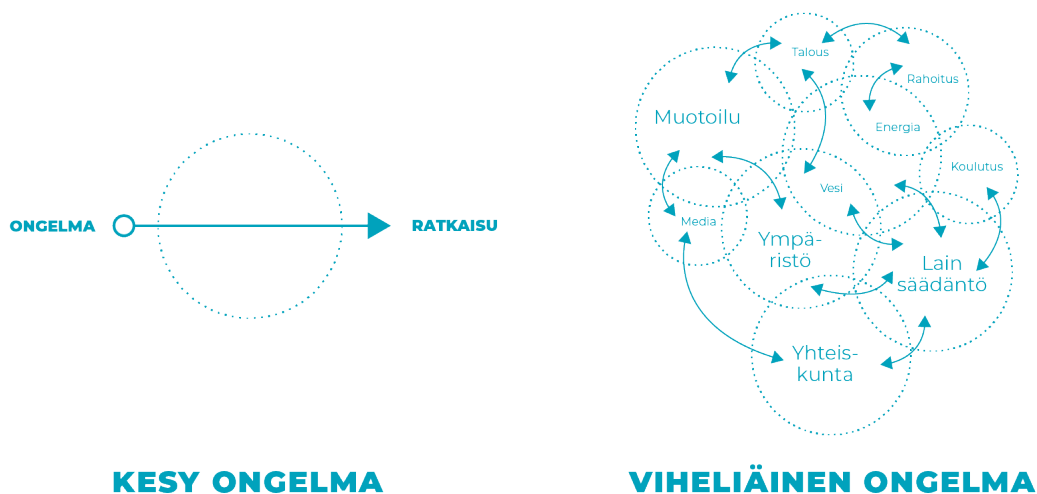 ONGELMA
RATKAISU
KESY ONGELMA
Talous
Rahoitus
Muotoilu
Energia
Koulutus
Vesi
Media
Ympä-
ristö
Lain
säädäntö
Yhteis-
kunta
VIHELIÄINEN ONGELMA